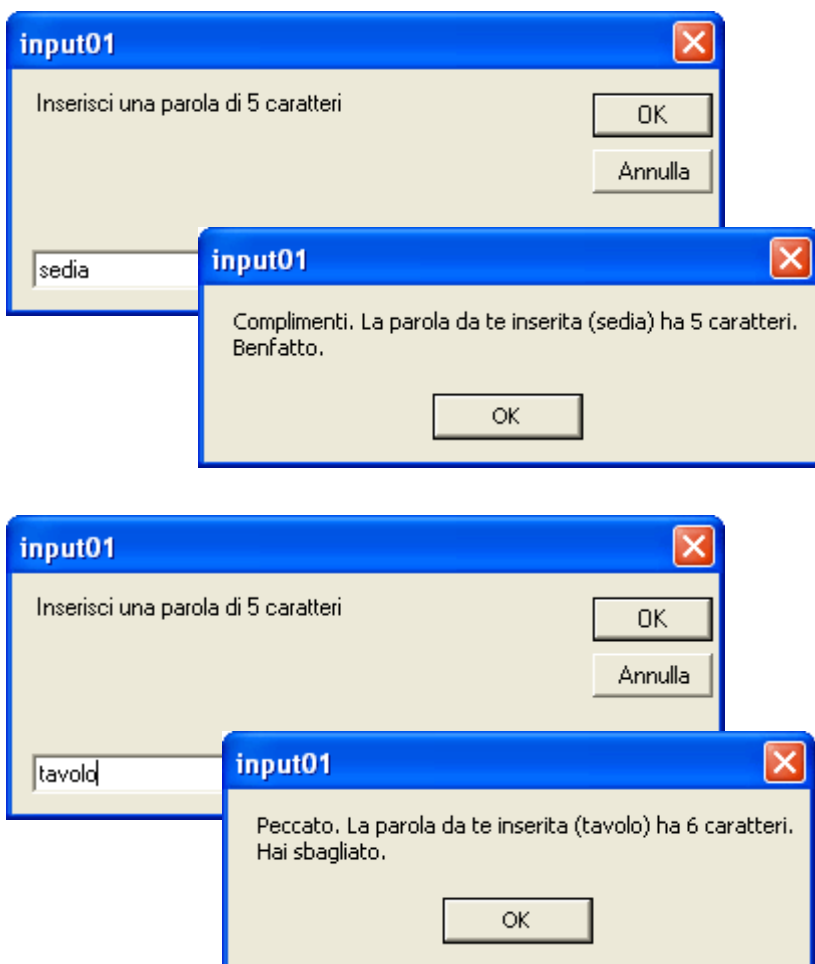 input01
Inserisci una parola di 5 caratteri
OK
Annulla
sedia
input01
Complimenti. La parola da te inserita (sedia) ha 5 caratteri.
Benfatto.
OK
input01
Inserisci una parola di 5 caratteri
OK
Annulla
tavolo
input01
Peccato. La parola da te inserita (tavolo) ha 6 caratteri.
Hai sbagliato.
OK